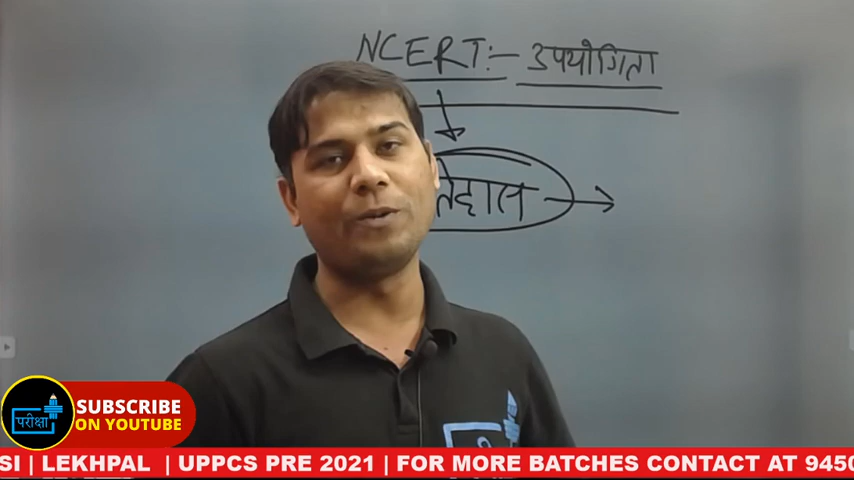 NCERT:- उपयोगिता
परीक्षा
SUBSCRIBE
ON YOUTUBE
SI | LEKHPAL | UPPCS PRE 2021 | FOR MORE BATCHES CONTACT AT 9450